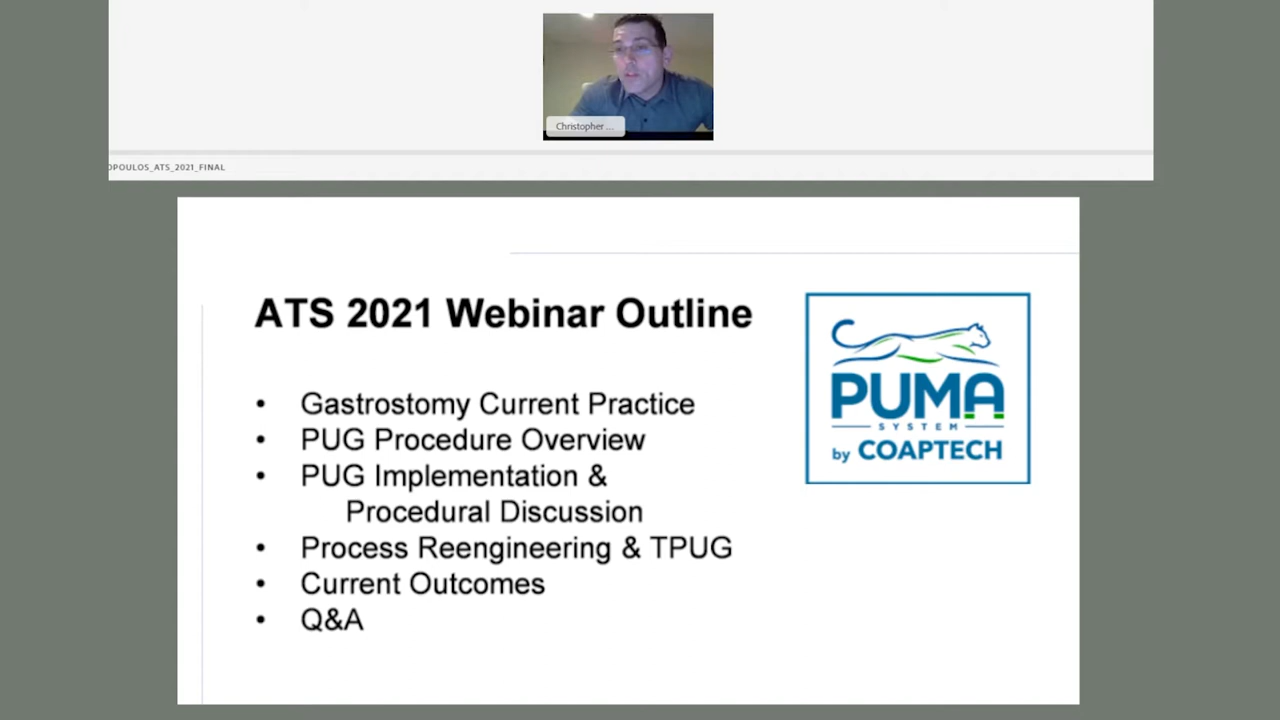 Christopher ...
OPOULOS_ATS_2021_FINAL
ATS 2021 Webinar Outline
• Gastrostomy Current Practice
• PUG Procedure Overview
• PUG Implementation &
Procedural Discussion
• Process Reengineering & TPUG
• Current Outcomes
• Q&A
PUMA
SYSTEM
by COAPTECH